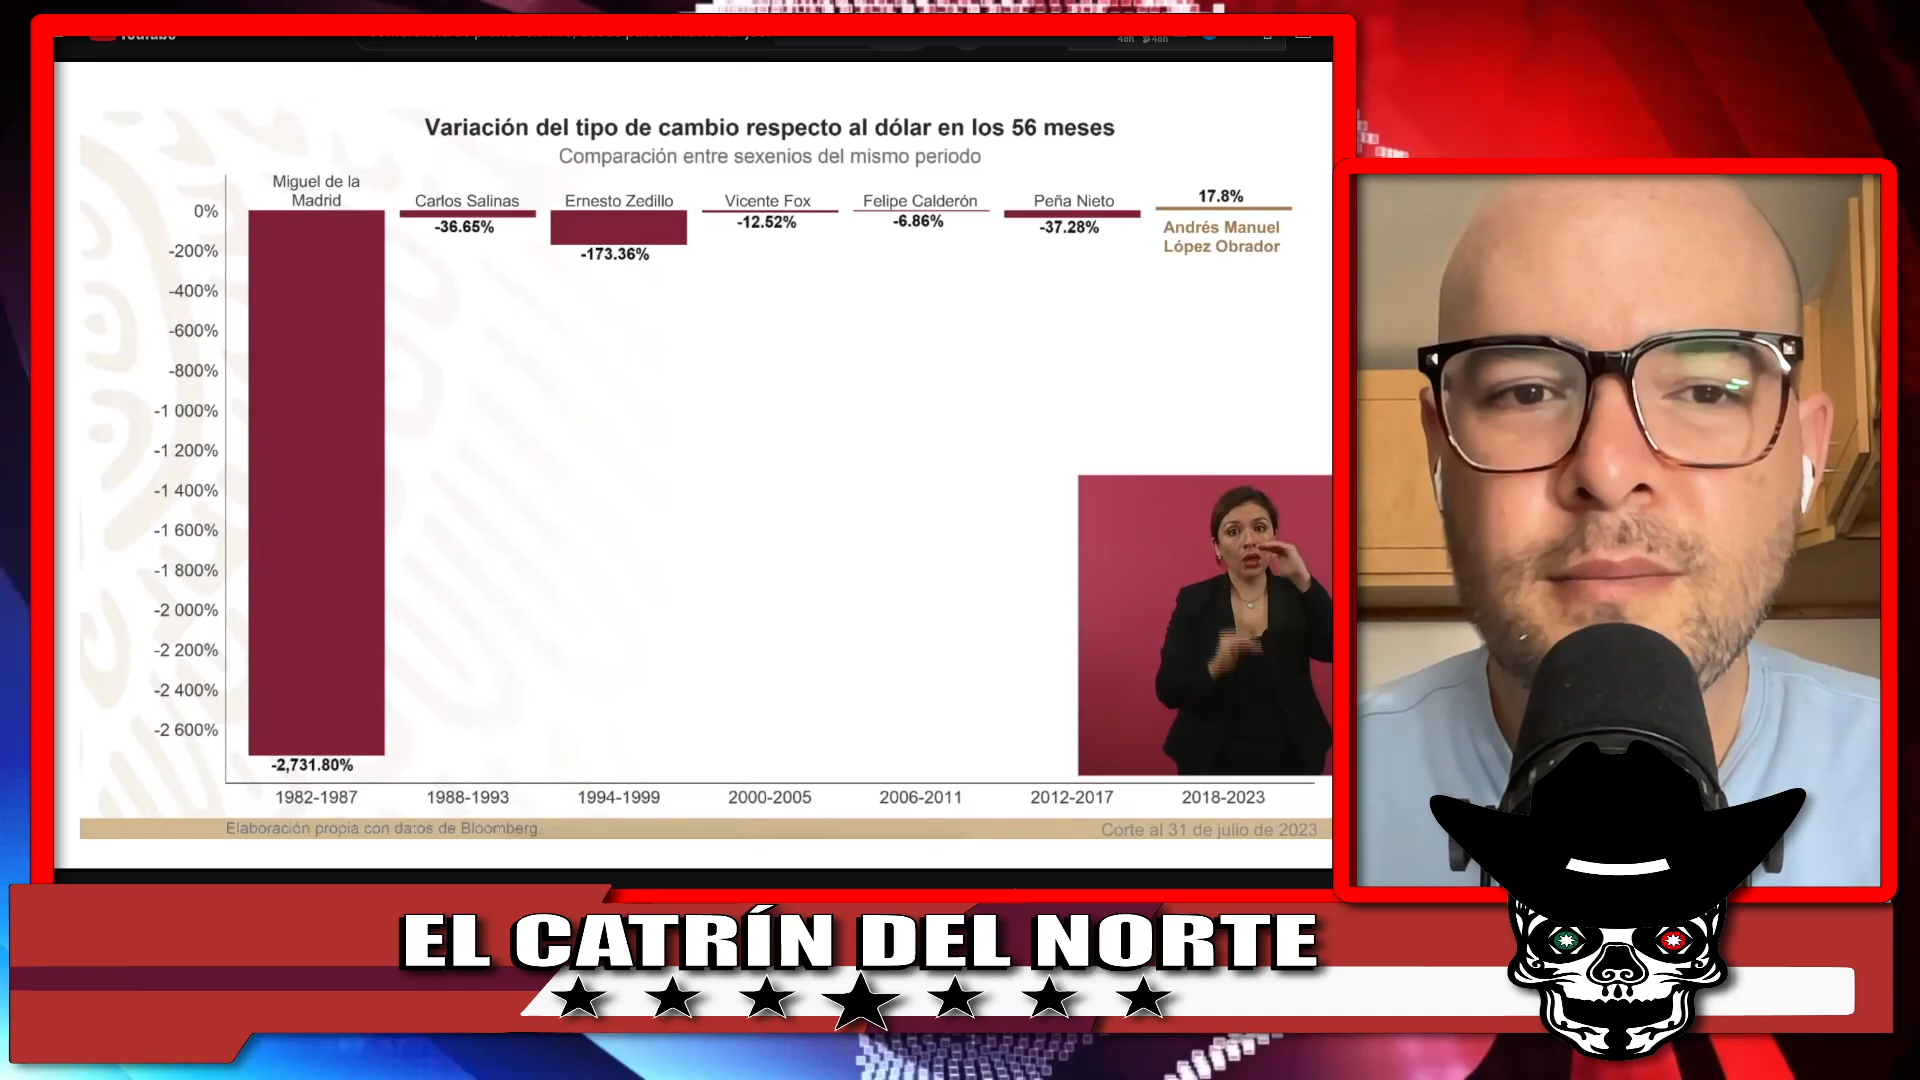 YouTube
48h 48h
Variación del tipo de cambio respecto al dólar en los 56 meses
Comparación entre sexenios del mismo periodo
Miguel de la Madrid
Carlos Salinas
Ernesto Zedillo
Vicente Fox
Felipe Calderón
Peña Nieto
17.8%
-36.65%
-173.36%
-12.52%
-6.86%
-37.28%
Andrés Manuel
López Obrador
0%
-200%
-400%
-600%
-800%
-1 000%
-1 200%
-1 400%
-1 600%
-1 800%
-2 000%
-2 200%
-2 400%
-2 600%
-2,731.80%
1982-1987
1988-1993
1994-1999
2000-2005
2006-2011
2012-2017
2018-2023
Elaboración propia con datos de Bloomberg
Corte al 31 de julio de 2023
EL CATRÍN DEL NORTE